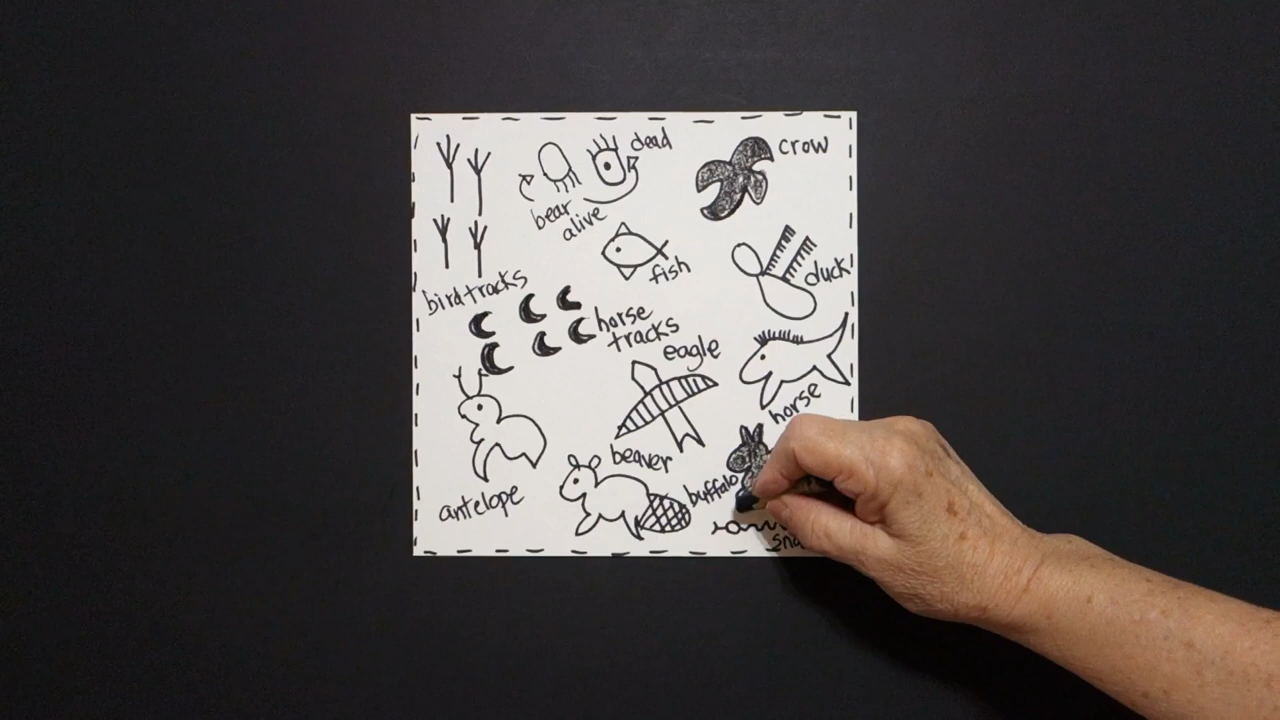 dead
crow
bear
alive
fish
duck
bird tracks
horse
tracks
eagle
horse
beaver
buffalo
antelope